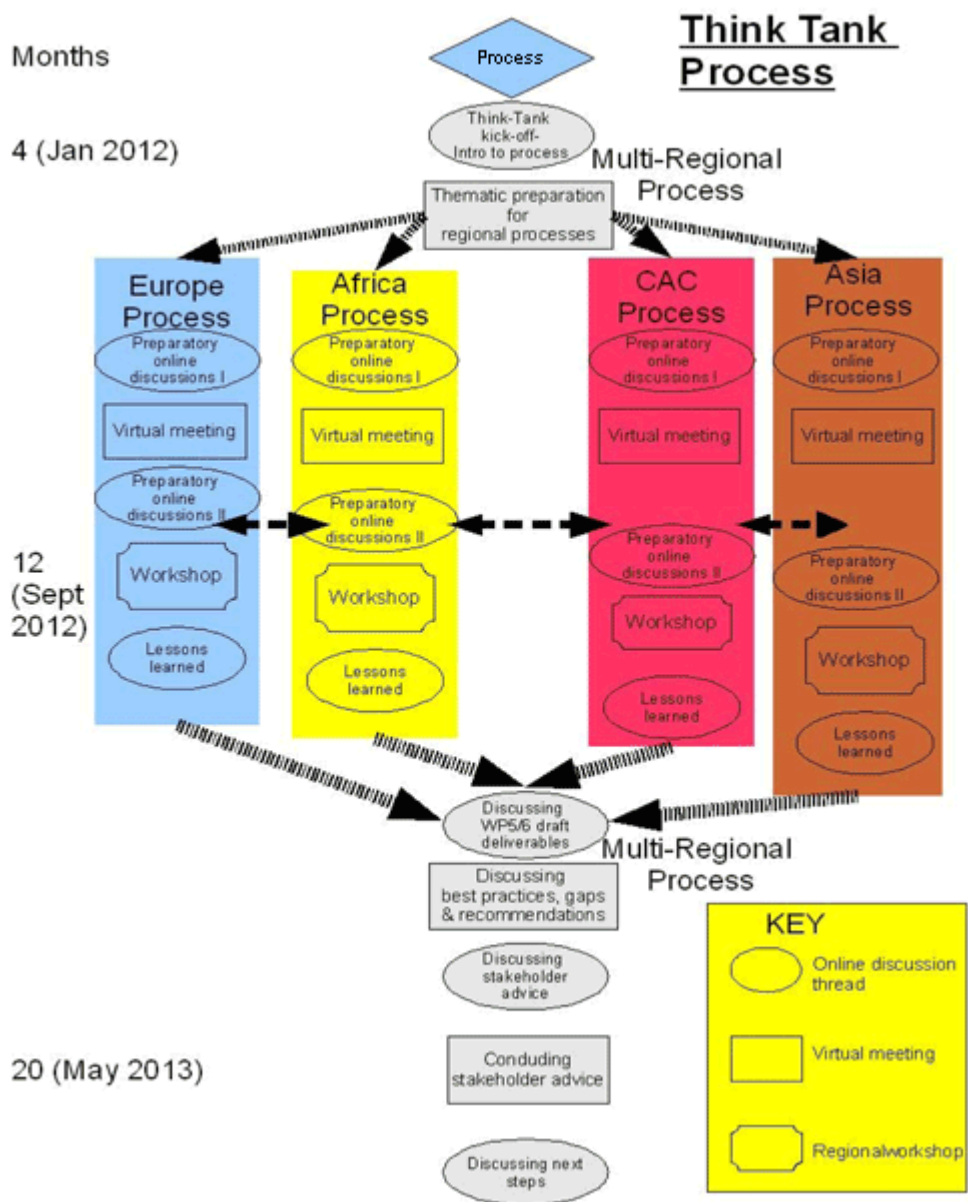 Think Tank
Process
Months
Process
4 (Jan 2012)
Think-Tank
kick-off-
Intro to process
Multi-Regional
Process
Thematic preparation
for
regional processes
Europe
Process
Preparatory
online
discussions I
Virtual meeting
Preparatory
online
discussions II
Workshop
Lessons
learned
Africa
Process
Preparatory
online
discussions I
Virtual meeting
Preparatory
online
discussions II
Workshop
Lessons
learned
CAC
Process
Preparatory
online
discussions I
Virtual meeting
Preparatory
online
discussions II
Workshop
Lessons
learned
Asia
Process
Preparatory
online
discussions I
Virtual meeting
Preparatory
online
discussions II
Workshop
Lessons
learned
12
(Sept
2012)
Discussing
WP5/6 draft
deliverables
Multi-Regional
Process
Discussing
best practices, gaps
& recommendations
Discussing
stakeholder
advice
20 (May 2013)
Conduding
stakeholder advice
Discussing next
steps
KEY
Online discussion
thread
Virtual meeting
Regionalworkshop